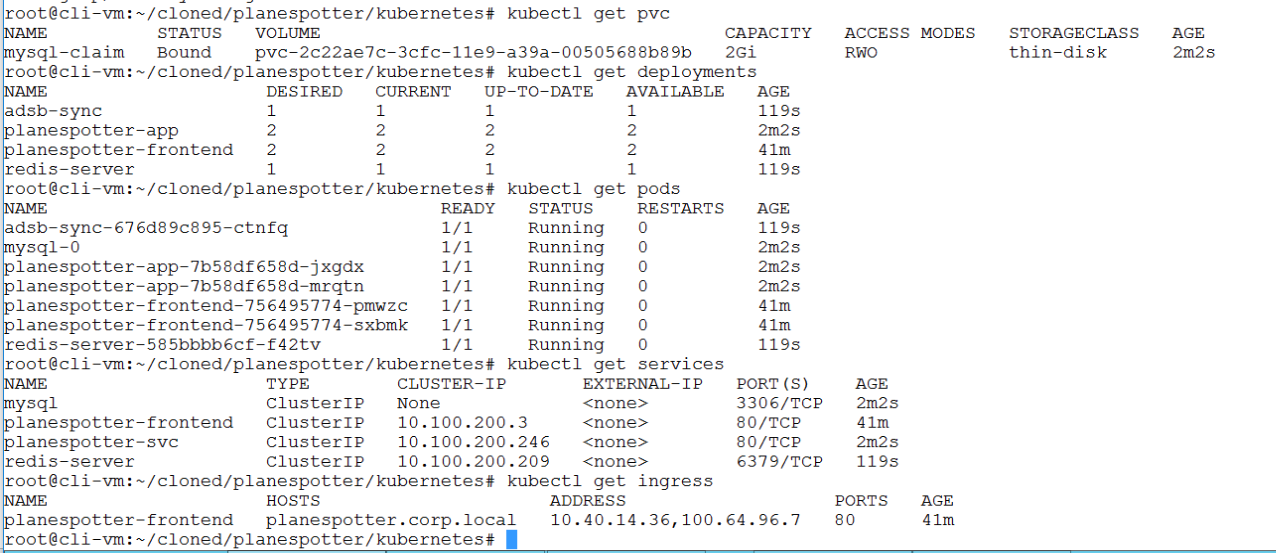 root@cli-vm:~/cloned/planespotter/kubernetes# kubectl get pvc
NAME STATUS VOLUME CAPACITY ACCESS MODES STORAGECLASS AGE
mysql-claim Bound pvc-2c22ae7c-3cfc-11e9-a39a-00505688b89b 2Gi RWO thin-disk 2m2s
root@cli-vm:~/cloned/planespotter/kubernetes# kubectl get deployments
NAME DESIRED CURRENT UP-TO-DATE AVAILABLE AGE
adsb-sync 1 1 1 1 119s
planespotter-app 2 2 2 2 2m2s
planespotter-frontend 2 2 2 2 41m
redis-server 1 1 1 1 119s
root@cli-vm:~/cloned/planespotter/kubernetes# kubectl get pods
NAME READY STATUS RESTARTS AGE
adsb-sync-676d89c895-ctnfq 1/1 Running 0 119s
mysql-0 1/1 Running 0 2m2s
planespotter-app-7b58df658d-jxgdx 1/1 Running 0 2m2s
planespotter-app-7b58df658d-mrqtn 1/1 Running 0 2m2s
planespotter-frontend-756495774-pmwzc 1/1 Running 0 41m
planespotter-frontend-756495774-sxbmk 1/1 Running 0 41m
redis-server-585bbbb6cf-f42tv 1/1 Running 0 119s
root@cli-vm:~/cloned/planespotter/kubernetes# kubectl get services
NAME TYPE CLUSTER-IP EXTERNAL-IP PORT(S) AGE
mysql ClusterIP None <none> 3306/TCP 2m2s
planespotter-frontend ClusterIP 10.100.200.3 <none> 80/TCP 41m
planespotter-svc ClusterIP 10.100.200.246 <none> 80/TCP 2m2s
redis-server ClusterIP 10.100.200.209 <none> 6379/TCP 119s
root@cli-vm:~/cloned/planespotter/kubernetes# kubectl get ingress
NAME HOSTS ADDRESS PORTS AGE
planespotter-frontend planespotter.corp.local 10.40.14.36,100.64.96.7 80 41m
root@cli-vm:~/cloned/planespotter/kubernetes#